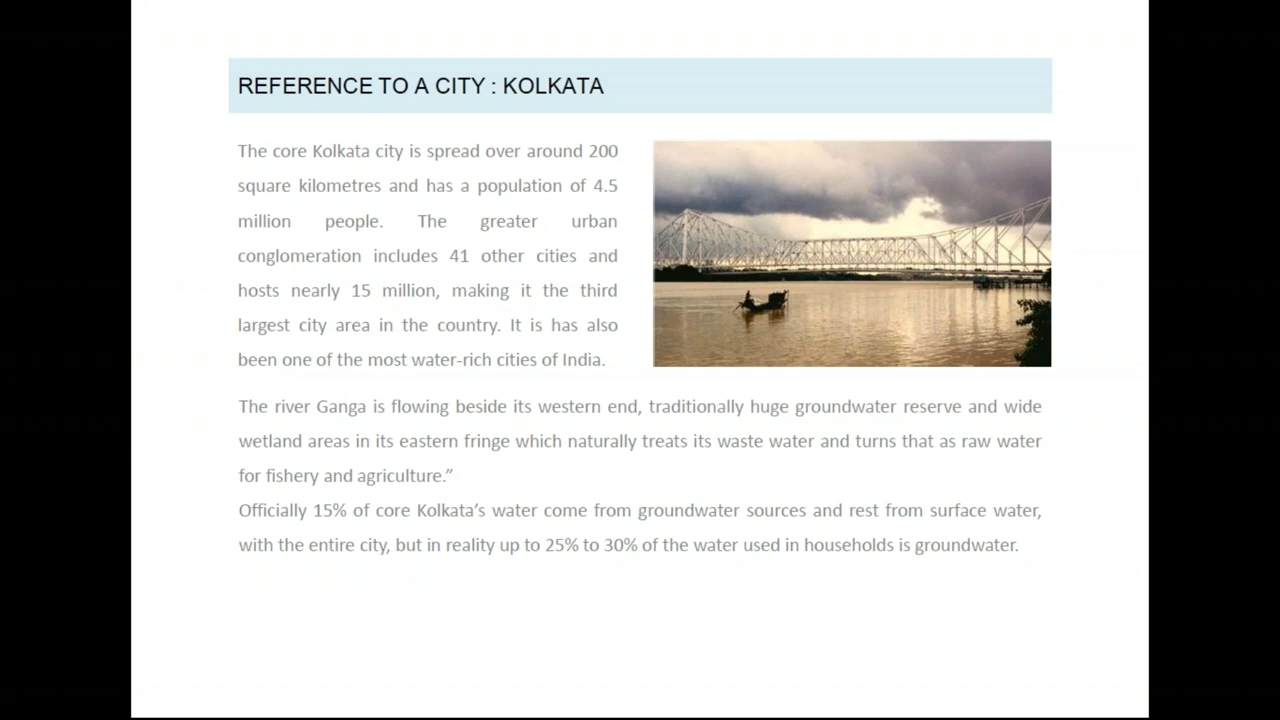 REFERENCE TO A CITY : KOLKATA
The core Kolkata city is spread over around 200
square kilometres and has a population of 4.5
million people. The greater urban
conglomeration includes 41 other cities and
hosts nearly 15 million, making it the third
largest city area in the country. It is has also
been one of the most water-rich cities of India.
The river Ganga is flowing beside its western end, traditionally huge groundwater reserve and wide
wetland areas in its eastern fringe which naturally treats its waste water and turns that as raw water
for fishery and agriculture.”
Officially 15% of core Kolkata’s water come from groundwater sources and rest from surface water,
with the entire city, but in reality up to 25% to 30% of the water used in households is groundwater.